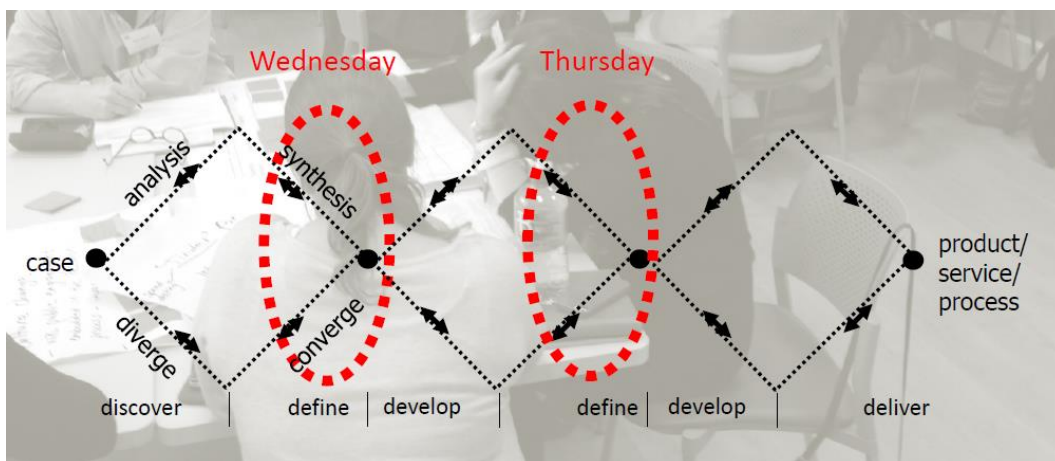 Wednesday
Thursday
analysis
synthesis
case
product/
service/
process
diverge
converge
discover
define
develop
define
develop
deliver